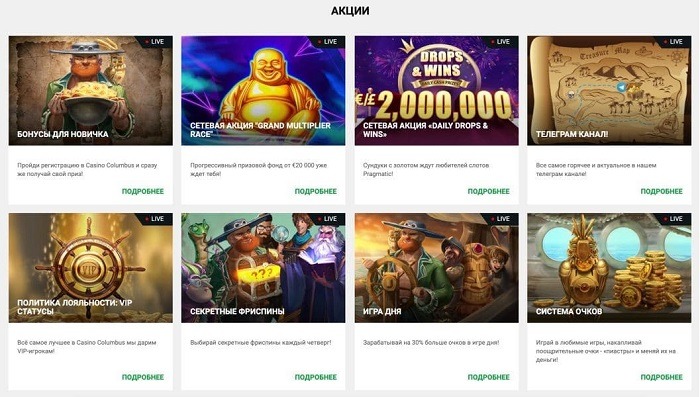 АКЦИИ
LIVE
БОНУСЫ ДЛЯ НОВИЧКА
Пройди регистрацию в Casino Columbus и сразу
же получай свой приз!
ПОДРОБНЕЕ
LIVE
СЕТЕВАЯ АКЦИЯ "GRAND MULTIPLIER
RACE"
Прогрессивный призовой фонд от €20 000 уже
ждет тебя!
ПОДРОБНЕЕ
LIVE
DROPS
& WINS
DAILY CASH PRIZES
€/£ 2,000,000
СЕТЕВАЯ АКЦИЯ «DAILY DROPS &
WINS»
Сундуки с золотом ждут любителей слотов
Pragmatic!
ПОДРОБНЕЕ
LIVE
Treasure Map
ТЕЛЕГРАМ КАНАЛ!
Все самое горячее и актуальное в нашем
телеграм канале!
ПОДРОБНЕЕ
LIVE
VIP
ПОЛИТИКА ЛОЯЛЬНОСТИ: VIP
СТАТУСЫ
Всё самое лучшее в Casino Columbus мы дарим
VIP-игрокам!
ПОДРОБНЕЕ
LIVE
???
СЕКРЕТНЫЕ ФРИСПИНЫ
Выбирай секретные фриспины каждый четверг!
ПОДРОБНЕЕ
LIVE
ИГРА ДНЯ
Зарабатывай на 30% больше очков в игре дня!
ПОДРОБНЕЕ
LIVE
СИСТЕМА ОЧКОВ
Играй в любимые игры, накапливай
поощрительные очки - «пиастры» и меняй их на
деньги!
ПОДРОБНЕЕ